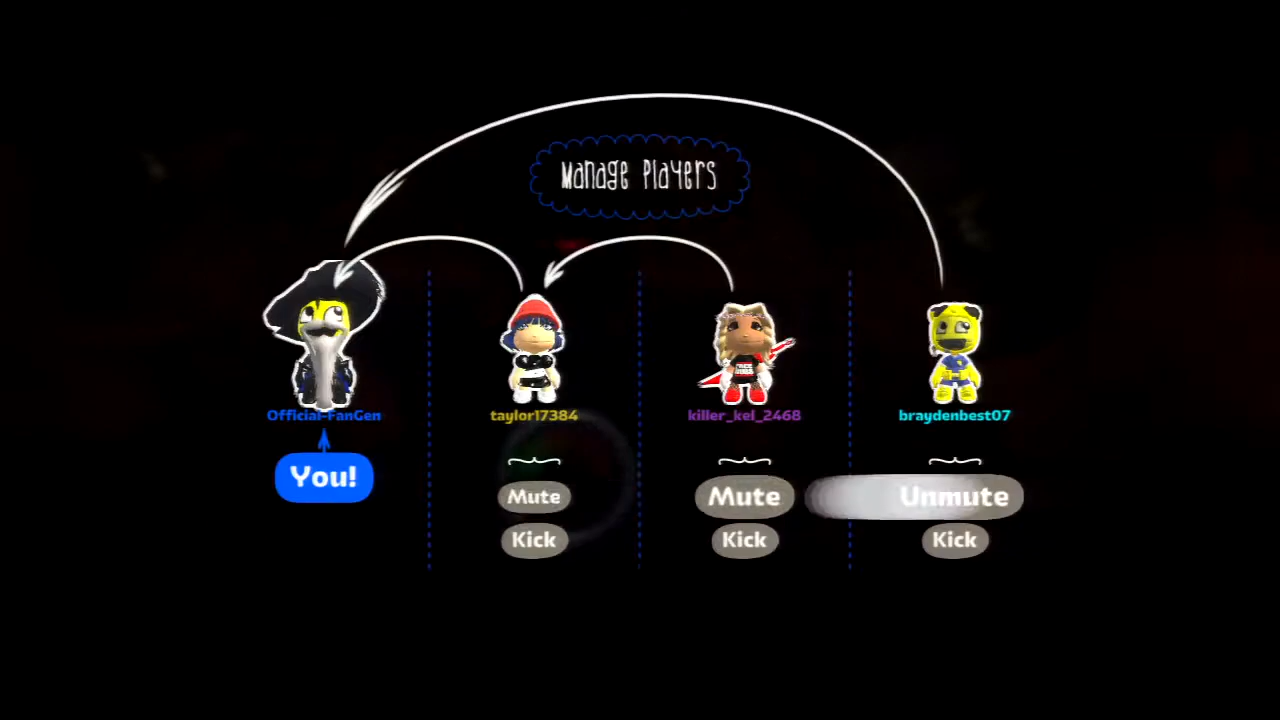 Manage Players
Official-FanGen
taylor17384
killer_kel_2468
braydenbest07
You!
Mute
Mute
Unmute
Kick
Kick
Kick